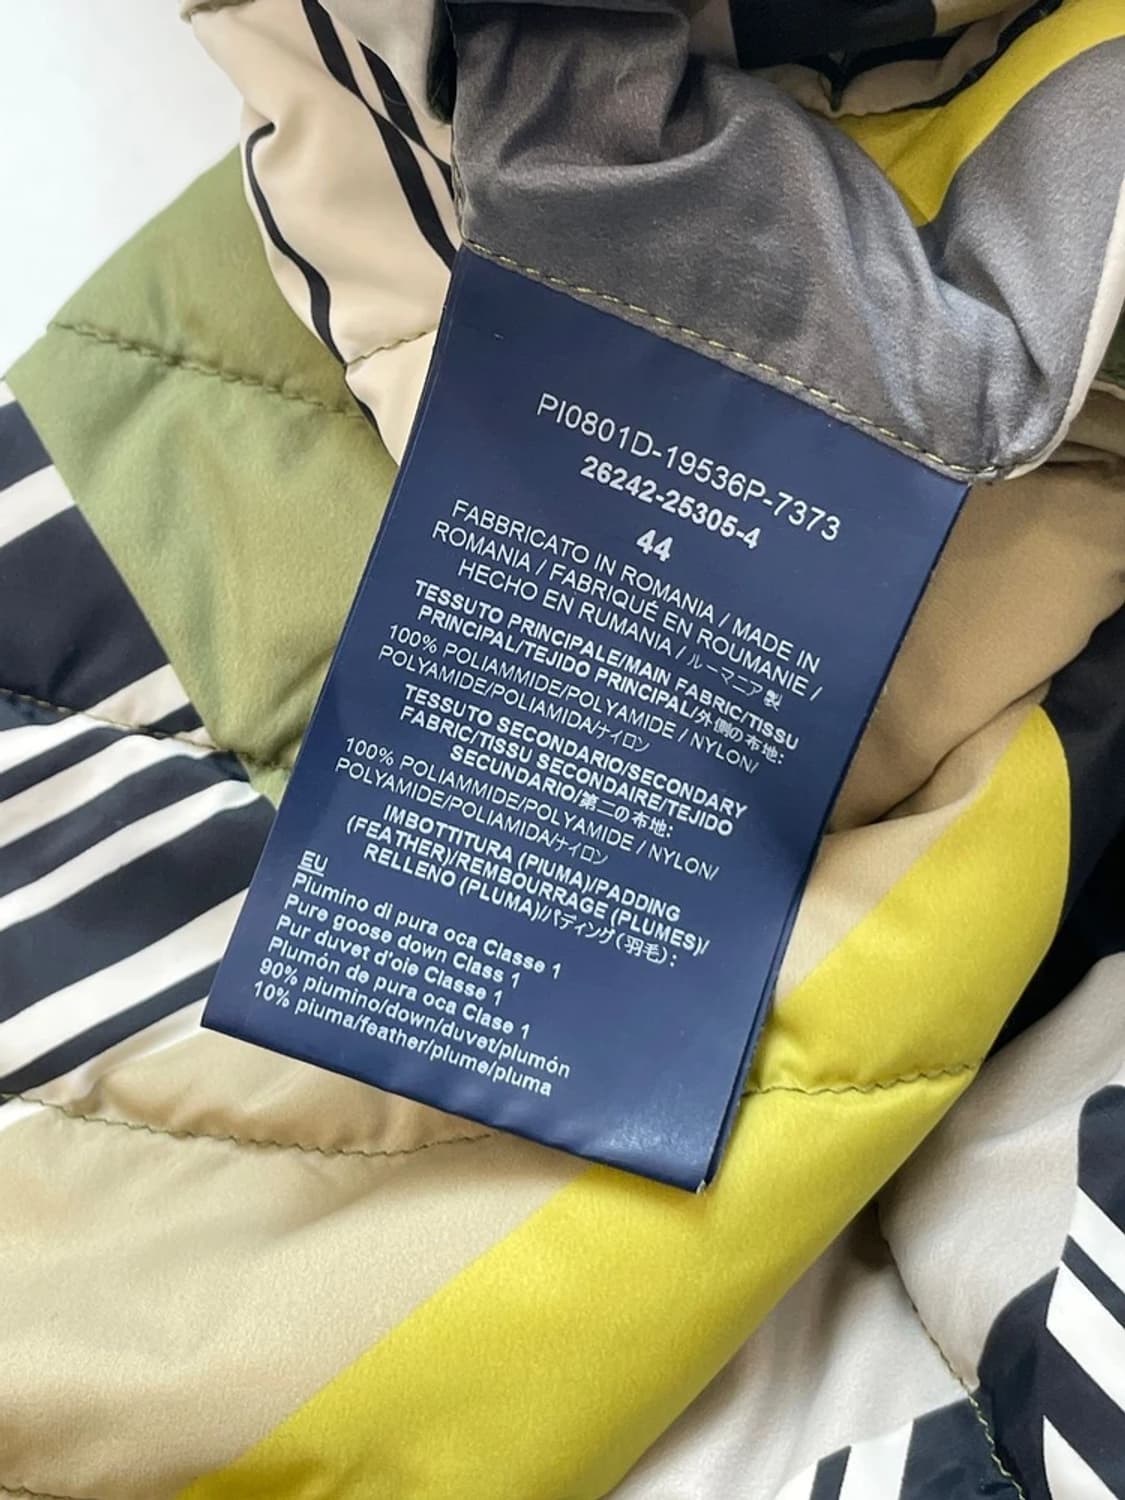 PI0801D-19536P-7373
26242-25305-4
44
FABBRICATO IN ROMANIA / MADE IN
ROMANIA / FABRIQUÉ EN ROUMANIE /
HECHO EN RUMANIA / ルーマニア製
TESSUTO PRINCIPALE/MAIN FABRIC/TISSU
PRINCIPAL/TEJIDO PRINCIPAL/外側の布地:
100% POLIAMMIDE/POLYAMIDE / NYLON/
POLYAMIDE/POLIAMIDA/ナイロン
TESSUTO SECONDARIO/SECONDARY
FABRIC/TISSU SECONDAIRE/TEJIDO
SECUNDARIO/第二の布地:
100% POLIAMMIDE/POLYAMIDE / NYLON/
POLYAMIDE/POLIAMIDA/ナイロン
IMBOTTITURA (PIUMA)/PADDING
(FEATHER)/REMBOURRAGE (PLUMES)/
RELLENO (PLUMA)/パディング(羽毛):
EU
Piumino di pura oca Classe 1
Pure goose down Class 1
Pur duvet d'oie Classe 1
Plumón de pura oca Clase 1
90% piumino/down/duvet/plumón
10% piuma/feather/plume/pluma